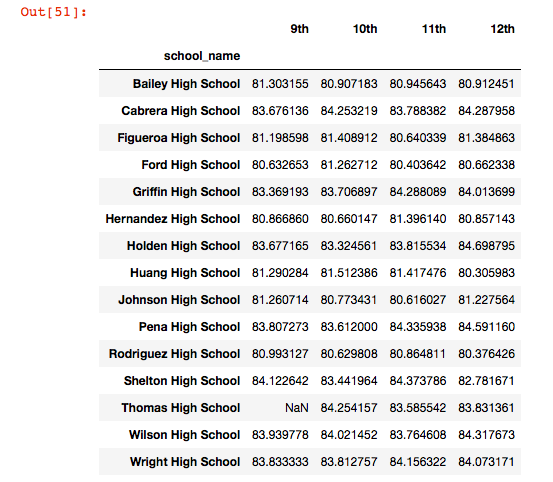 Out[51]:
9th 10th 11th 12th
school_name
Bailey High School 81.303155 80.907183 80.945643 80.912451
Cabrera High School 83.676136 84.253219 83.788382 84.287958
Figueroa High School 81.198598 81.408912 80.640339 81.384863
Ford High School 80.632653 81.262712 80.403642 80.662338
Griffin High School 83.369193 83.706897 84.288089 84.013699
Hernandez High School 80.866860 80.660147 81.396140 80.857143
Holden High School 83.677165 83.324561 83.815534 84.698795
Huang High School 81.290284 81.512386 81.417476 80.305983
Johnson High School 81.260714 80.773431 80.616027 81.227564
Pena High School 83.807273 83.612000 84.335938 84.591160
Rodriguez High School 80.993127 80.629808 80.864811 80.376426
Shelton High School 84.122642 83.441964 84.373786 82.781671
Thomas High School NaN 84.254157 83.585542 83.831361
Wilson High School 83.939778 84.021452 83.764608 84.317673
Wright High School 83.833333 83.812757 84.156322 84.073171